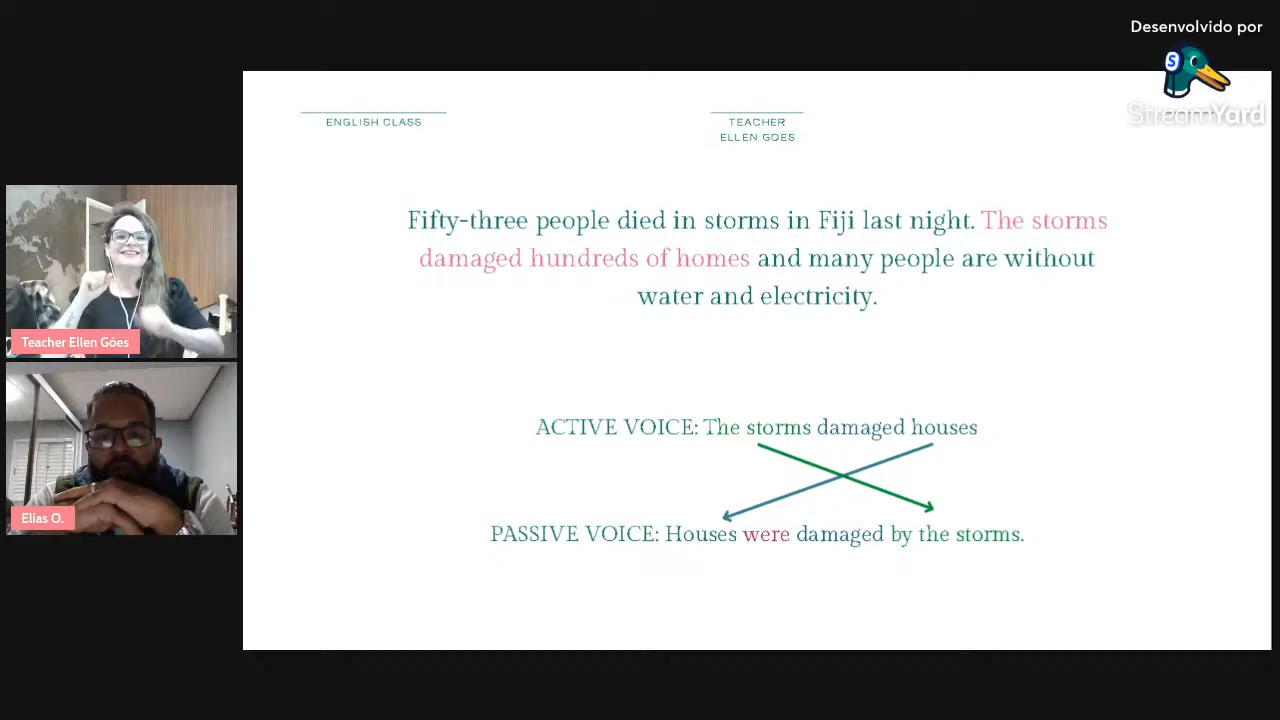 Desenvolvido por
S
StreamYard
ENGLISH CLASS
TEACHER
ELLEN GOES
Fifty-three people died in storms in Fiji last night. The storms
damaged hundreds of homes and many people are without
water and electricity.
Teacher Ellen Góes
Elias O.
ACTIVE VOICE: The storms damaged houses
PASSIVE VOICE: Houses were damaged by the storms.